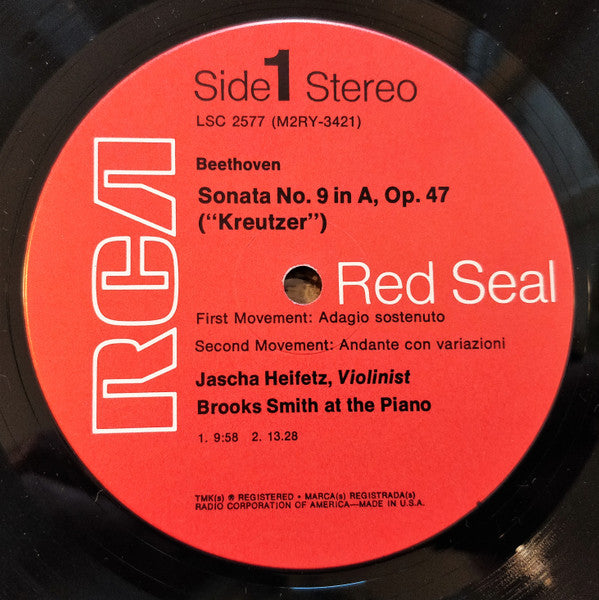 Side 1 Stereo
LSC 2577 (M2RY-3421)
Beethoven
Sonata No. 9 in A, Op. 47
("Kreutzer")
RCA
Red Seal
First Movement: Adagio sostenuto
Second Movement: Andante con variazioni
Jascha Heifetz, Violinist
Brooks Smith at the Piano
1. 9:58 2. 13.28
TMK(s) ® REGISTERED • MARCA(s) REGISTRADA(s)
RADIO CORPORATION OF AMERICA—MADE IN U.S.A.